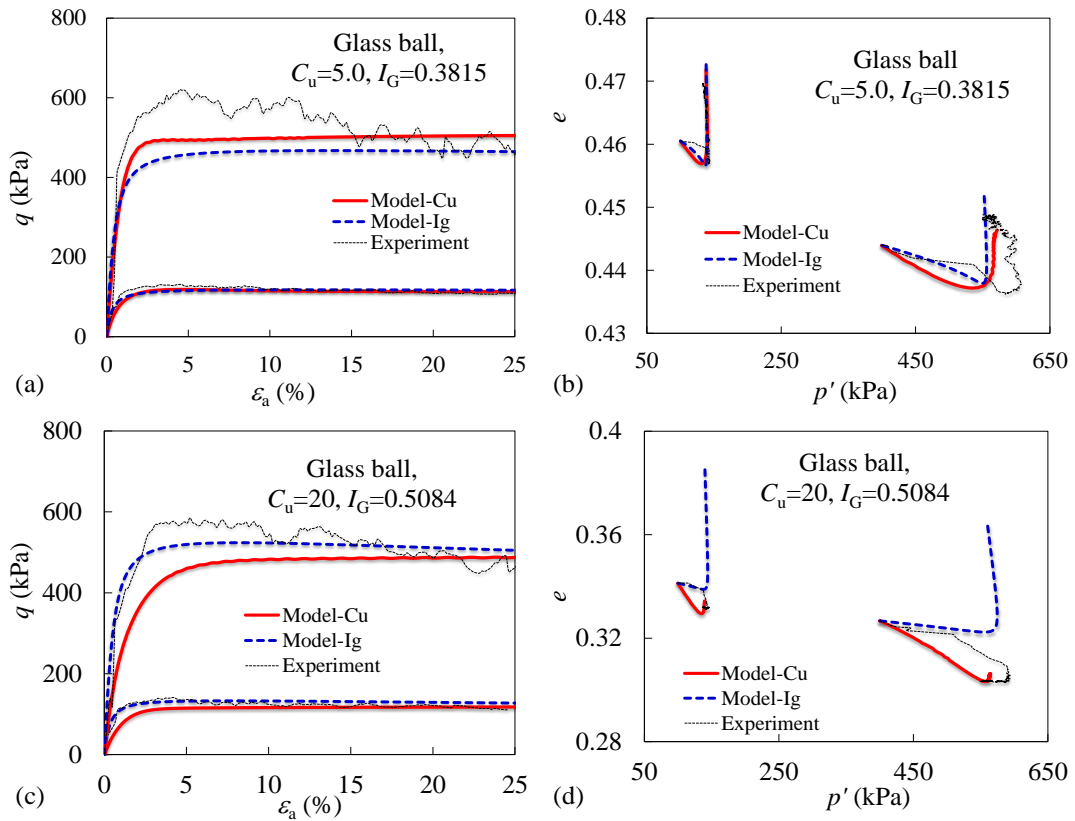 800
600
400
200
0
q (kPa)
Glass ball,
Cu=5.0, IG=0.3815
Model-Cu
Model-Ig
Experiment
0 5 10 15 20 25
(a)
εa (%)
0.48
0.47
0.46
0.45
0.44
0.43
e
Glass ball
Cu=5.0, IG=0.3815
Model-Cu
Model-Ig
Experiment
50 250 450 650
(b)
p′ (kPa)
800
600
400
200
0
q (kPa)
Glass ball,
Cu=20, IG=0.5084
Model-Cu
Model-Ig
Experiment
0 5 10 15 20 25
(c)
εa (%)
0.4
0.36
0.32
0.28
e
Glass ball,
Cu=20, IG=0.5084
Model-Cu
Model-Ig
Experiment
50 250 450 650
(d)
p′ (kPa)